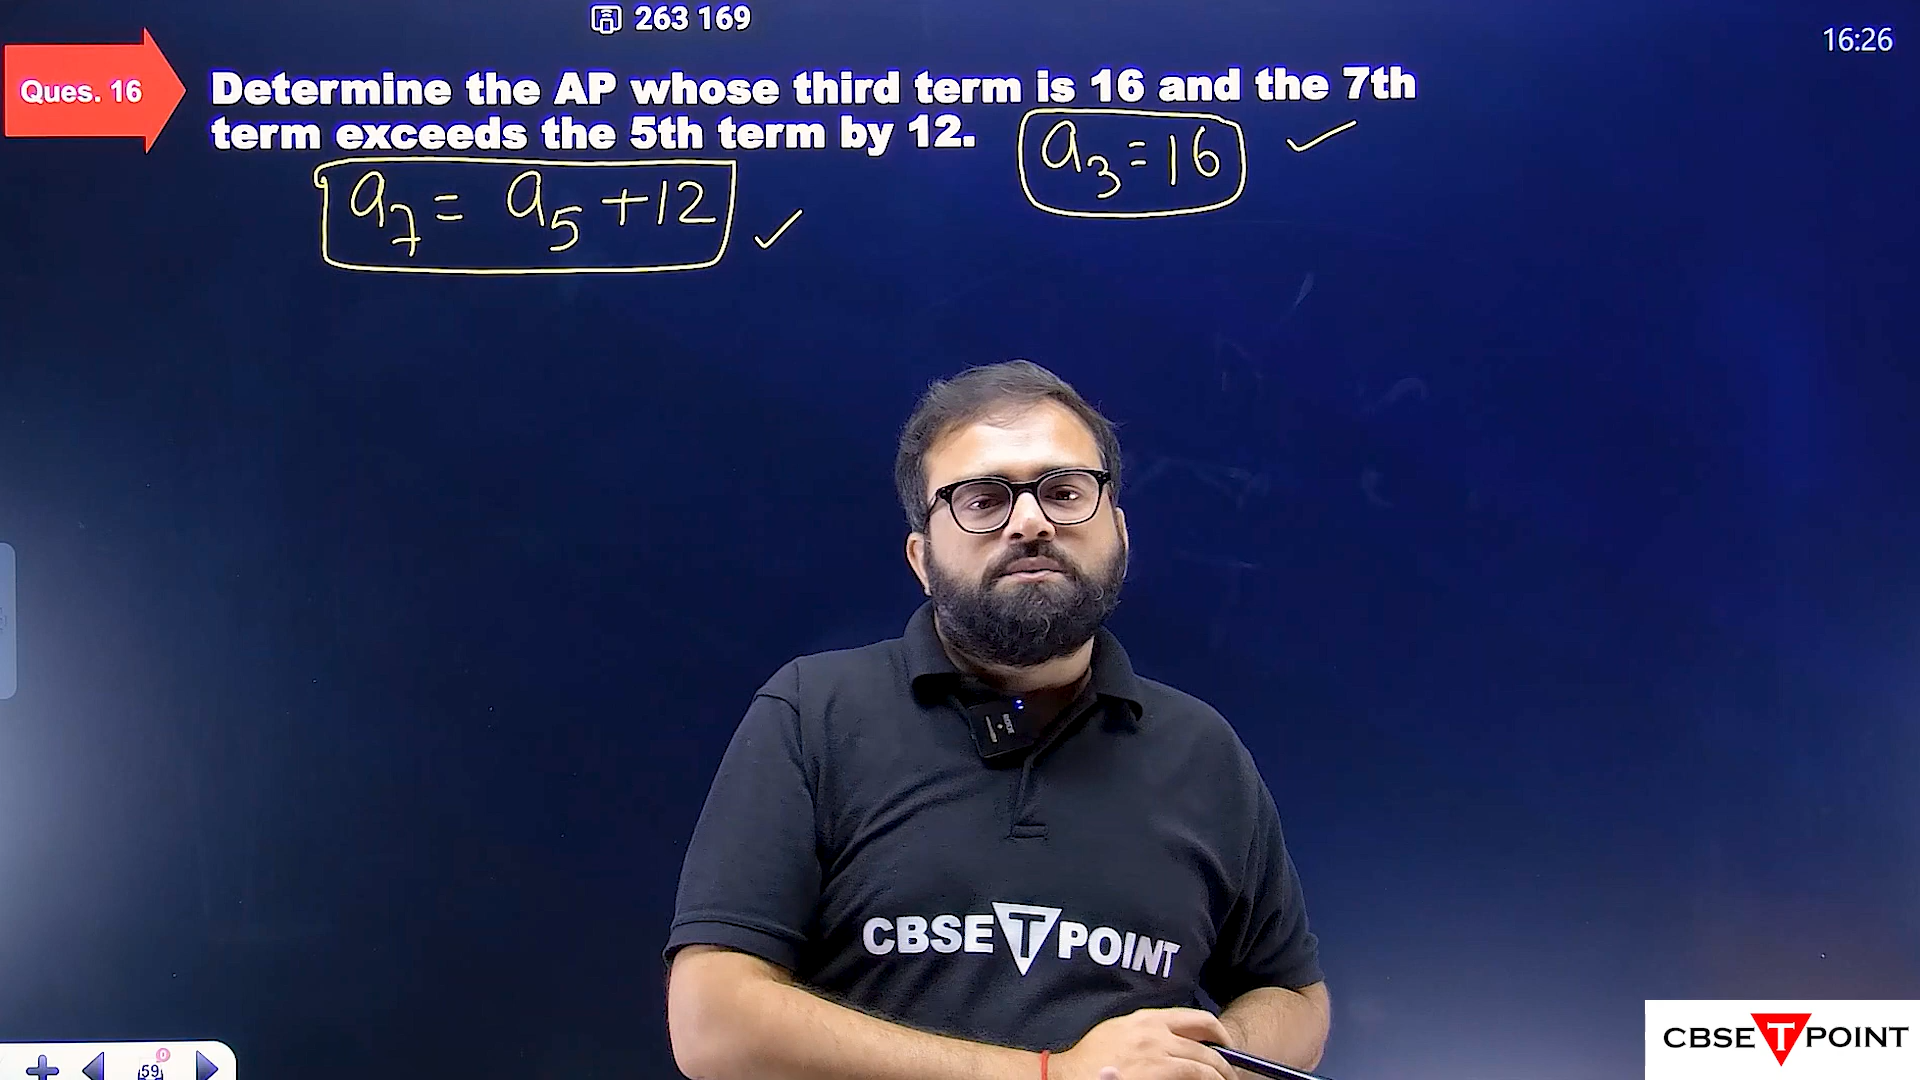 263 169
16:26
Ques. 16
Determine the AP whose third term is 16 and the 7th
term exceeds the 5th term by 12.
a₃ = 16
a₇ = a₅ + 12
CBSE T POINT
0
59
CBSE T POINT